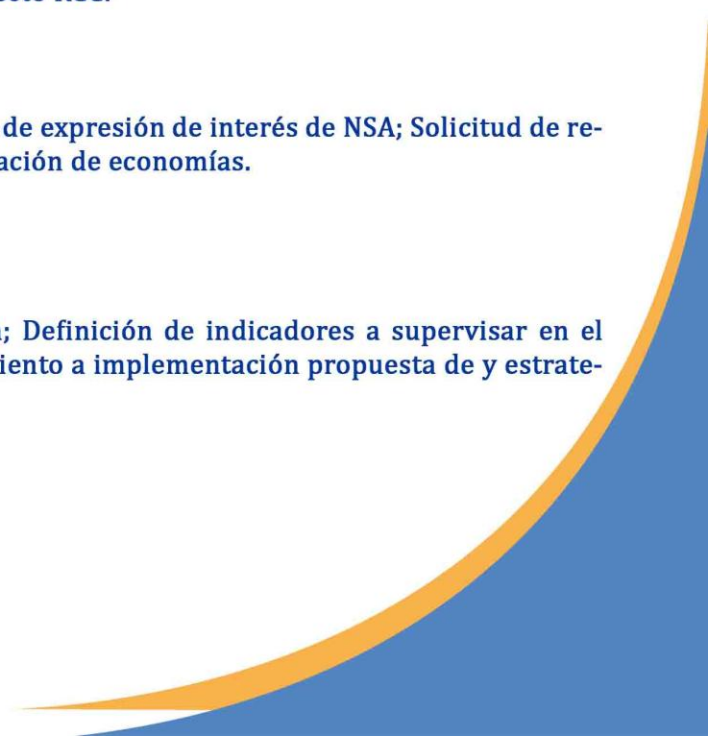 de expresión de interés de NSA; Solicitud de re-
ación de economías.
; Definición de indicadores a supervisar en el
iento a implementación propuesta de y estrate-